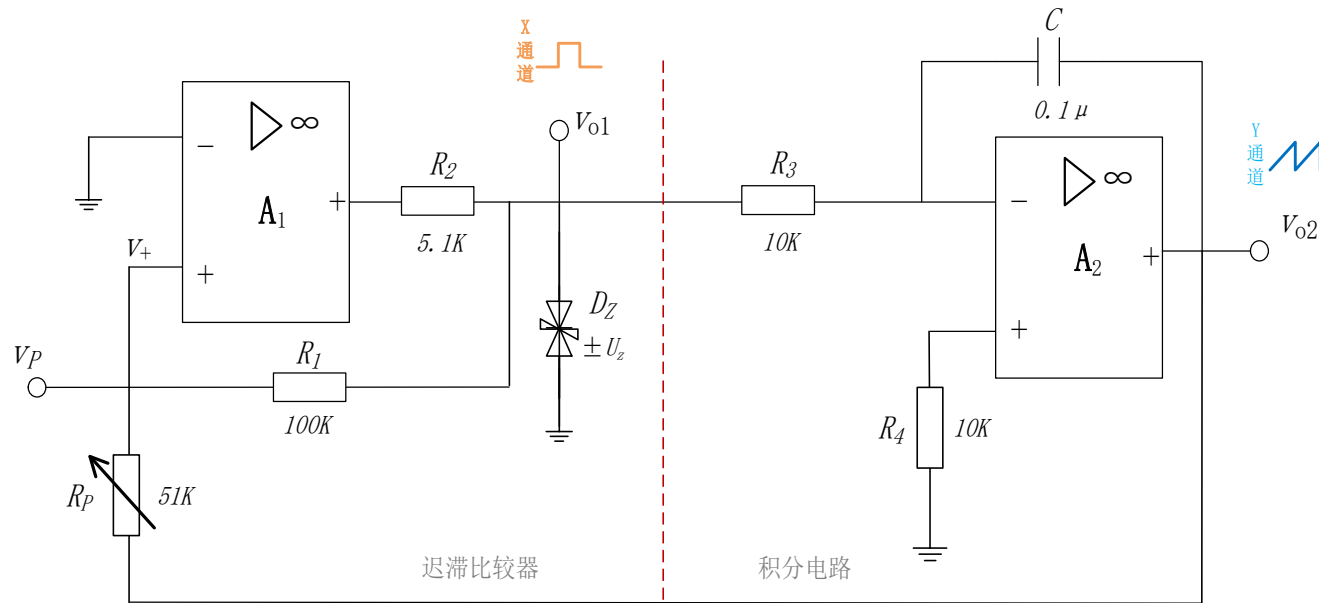 X
通
道
∞
-
A1
+
+
V+
R2
5.1K
Vo1
VP
R1
100K
DZ
±Uz
RP
51K
迟滞比较器
C
0.1μ
R3
10K
∞
-
A2
+
+
R4
10K
Y
通
道
Vo2
积分电路